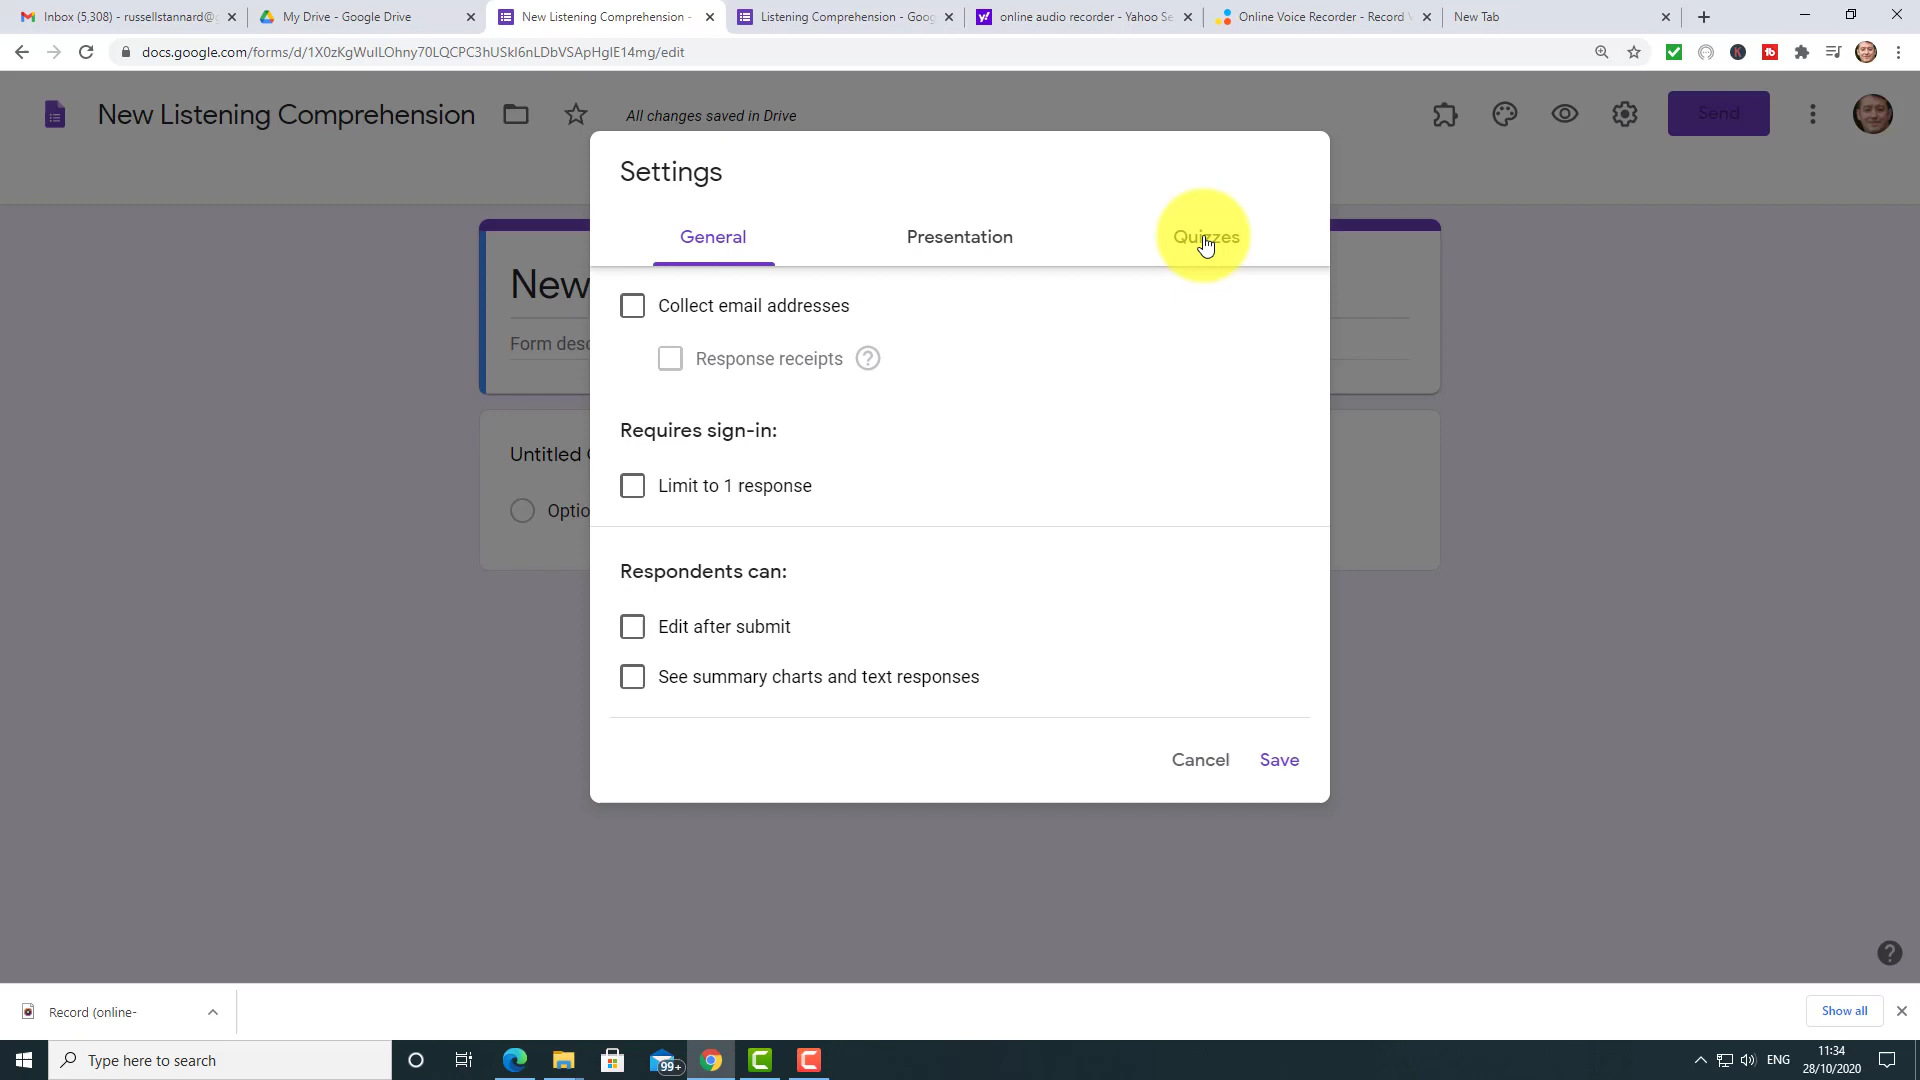 Inbox (5,308) - russellstannard@g
My Drive - Google Drive
New Listening Comprehension -
Listening Comprehension - Goog
online audio recorder - Yahoo Se
Online Voice Recorder - Record V
New Tab
docs.google.com/forms/d/1X0zKgWuILOhny70LQCPC3hUSkI6nLDbVSApHglE14mg/edit
New Listening Comprehension
All changes saved in Drive
Send
Settings
General
Presentation
Quizzes
New
Collect email addresses
Form desc
Response receipts
Requires sign-in:
Untitled
Limit to 1 response
Optio
Respondents can:
Edit after submit
See summary charts and text responses
Cancel
Save
Record (online-
Show all
Type here to search
99+
ENG
11:34
28/10/2020